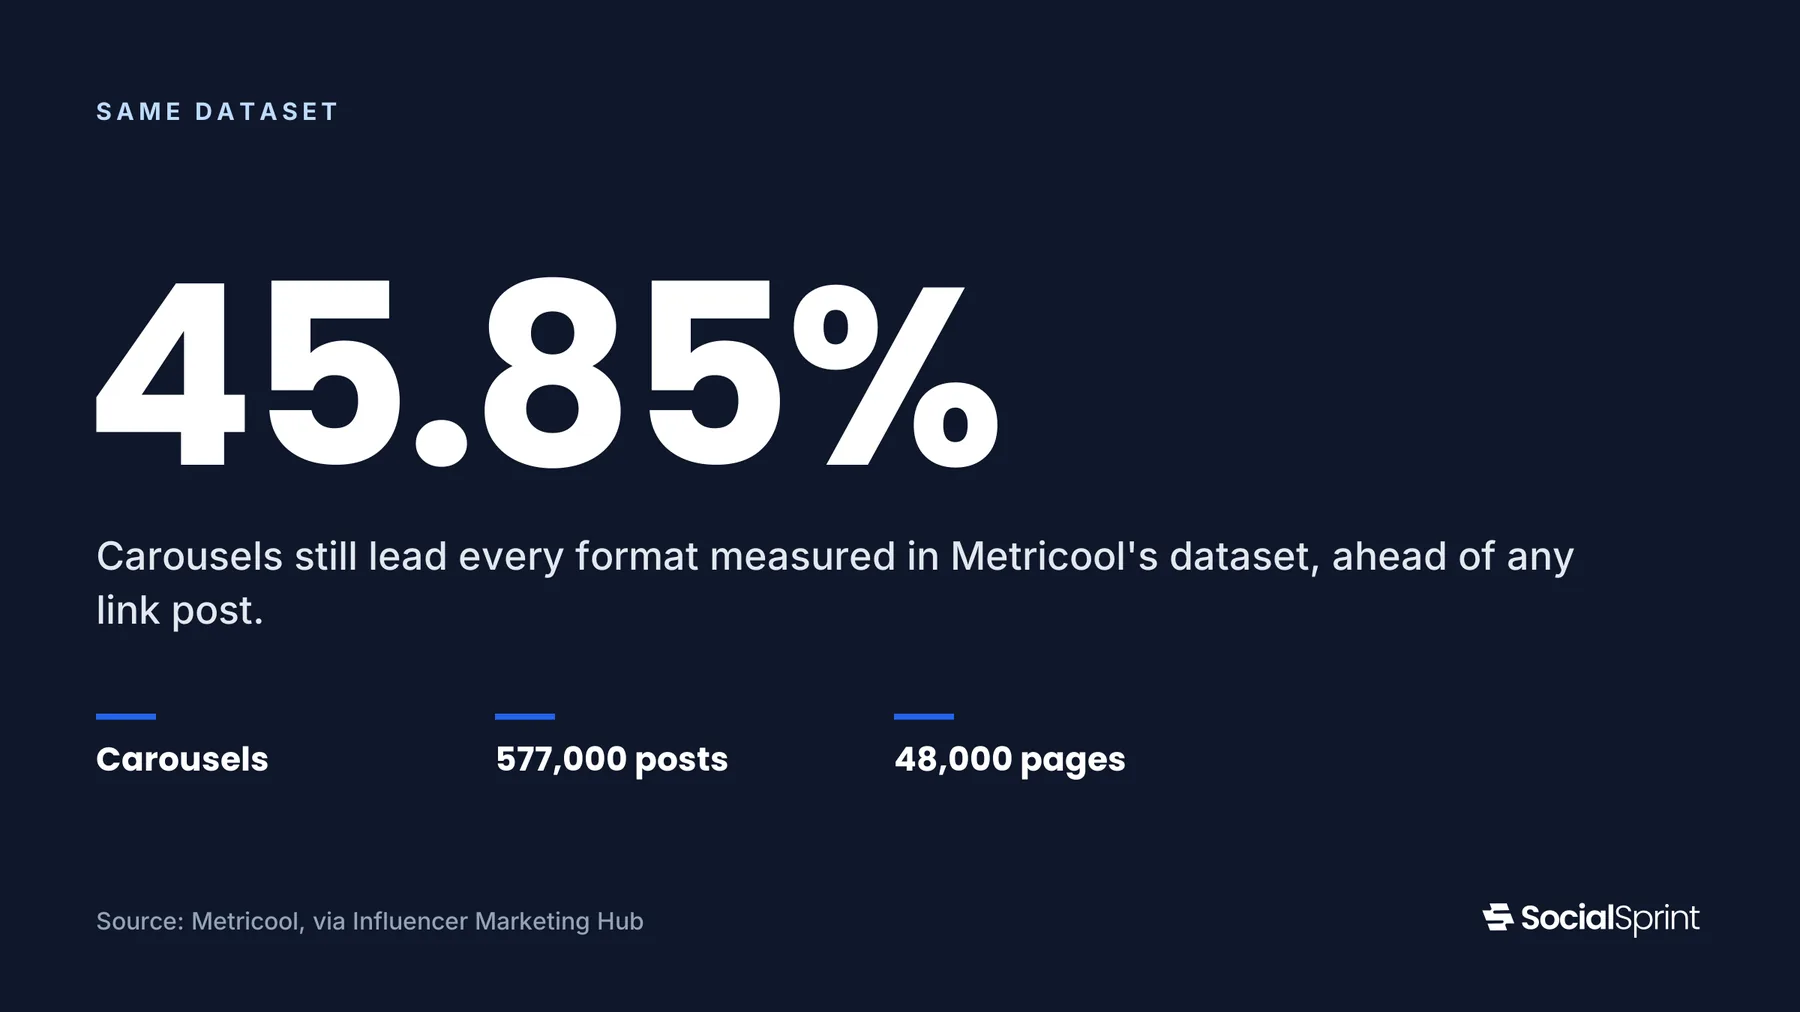 SAME DATASET
45.85%
Carousels still lead every format measured in Metricool's dataset, ahead of any
link post.
Carousels
577,000 posts
48,000 pages
Source: Metricool, via Influencer Marketing Hub
SocialSprint